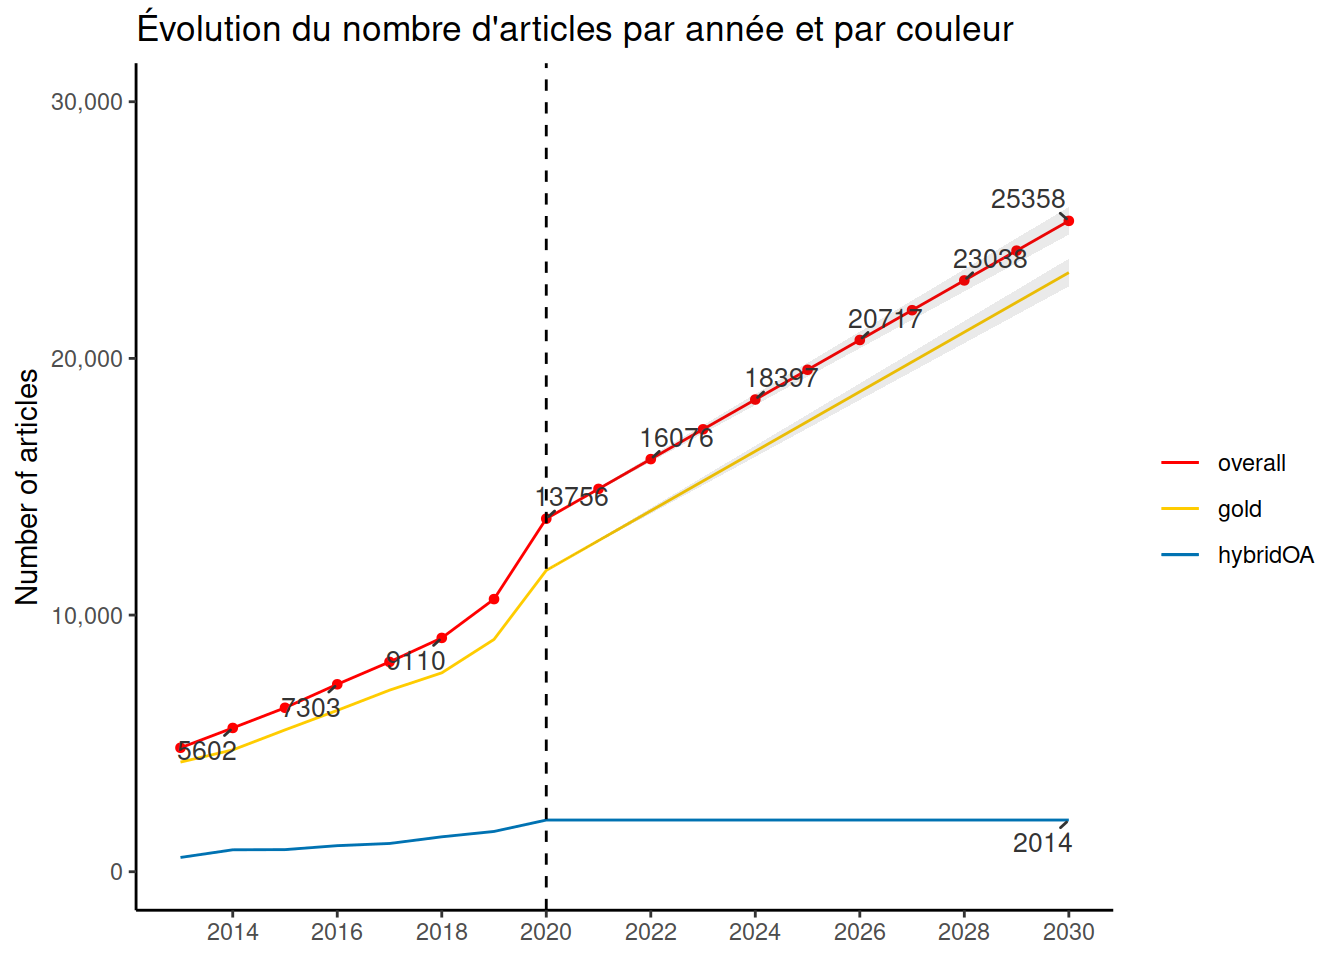 Évolution du nombre d'articles par année et par couleur
Number of articles
30,000
20,000
10,000
0
25358
23038
20717
18397
16076
13756
9110
7303
5602
2014
overall
gold
hybridOA
2014 2016 2018 2020 2022 2024 2026 2028 2030